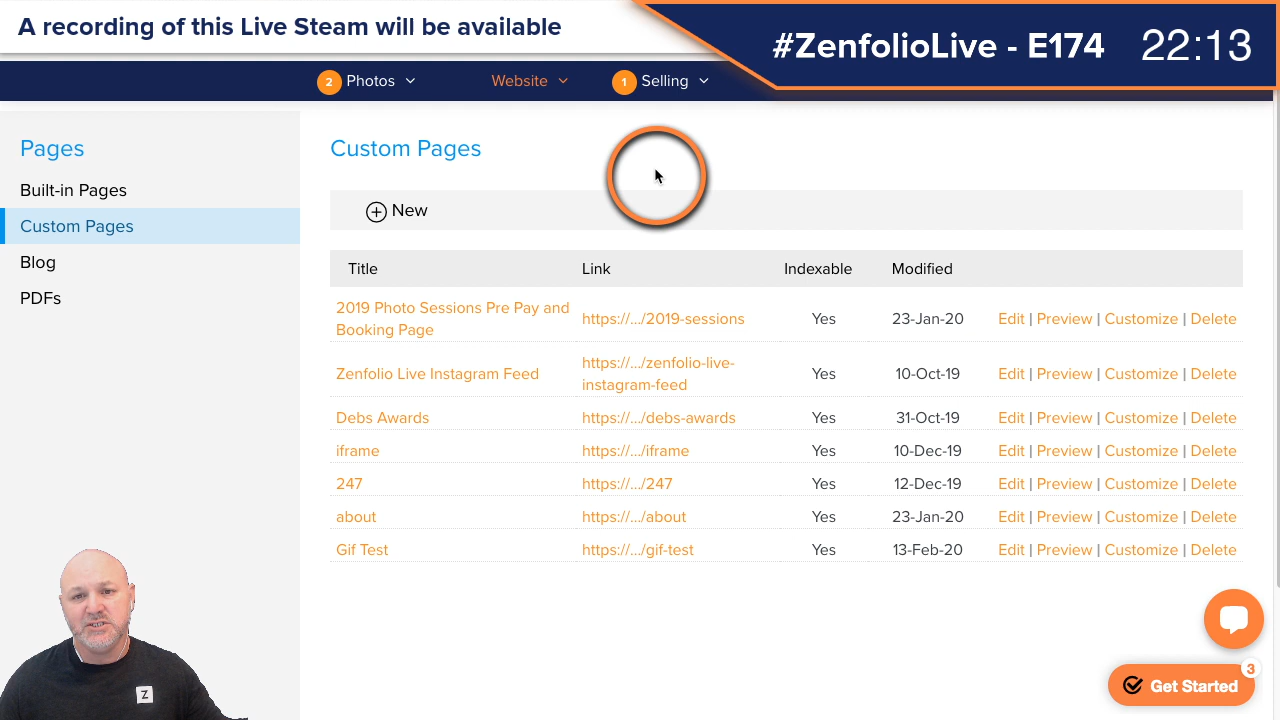 A recording of this Live Steam will be available
#ZenfolioLive - E174
22:13
2 Photos
Website
1 Selling
Pages
Built-in Pages
Custom Pages
Blog
PDFs
Custom Pages
New
Title Link Indexable Modified
2019 Photo Sessions Pre Pay and
Booking Page
https://.../2019-sessions Yes 23-Jan-20 Edit | Preview | Customize | Delete
Zenfolio Live Instagram Feed
https://.../zenfolio-live-
instagram-feed
Yes 10-Oct-19 Edit | Preview | Customize | Delete
Debs Awards https://.../debs-awards Yes 31-Oct-19 Edit | Preview | Customize | Delete
iframe https://.../iframe Yes 10-Dec-19 Edit | Preview | Customize | Delete
247 https://.../247 Yes 12-Dec-19 Edit | Preview | Customize | Delete
about https://.../about Yes 23-Jan-20 Edit | Preview | Customize | Delete
Gif Test https://.../gif-test Yes 13-Feb-20 Edit | Preview | Customize | Delete
Z
3
Get Started